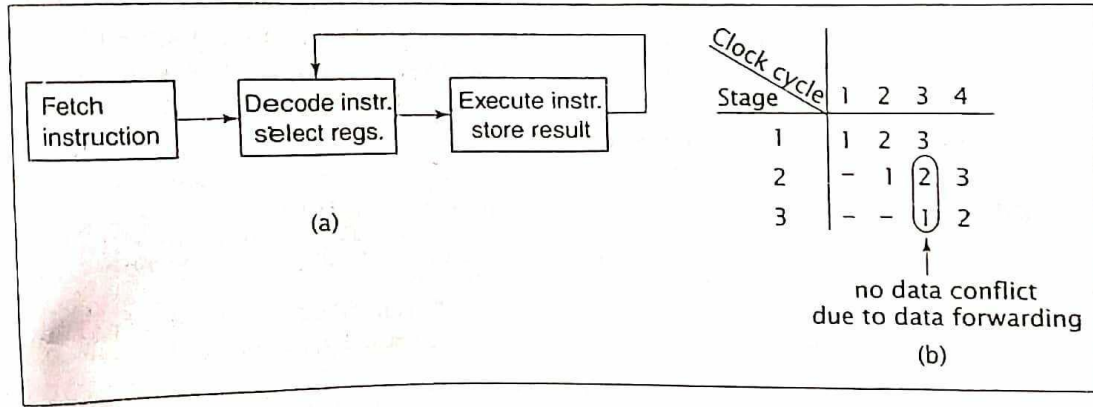 Fetch
instruction
Decode instr.
select regs.
Execute instr.
store result
(a)
Clock cycle
Stage 1 2 3 4
1 1 2 3
2 – 1 2 3
3 – – 1 2
no data conflict
due to data forwarding
(b)